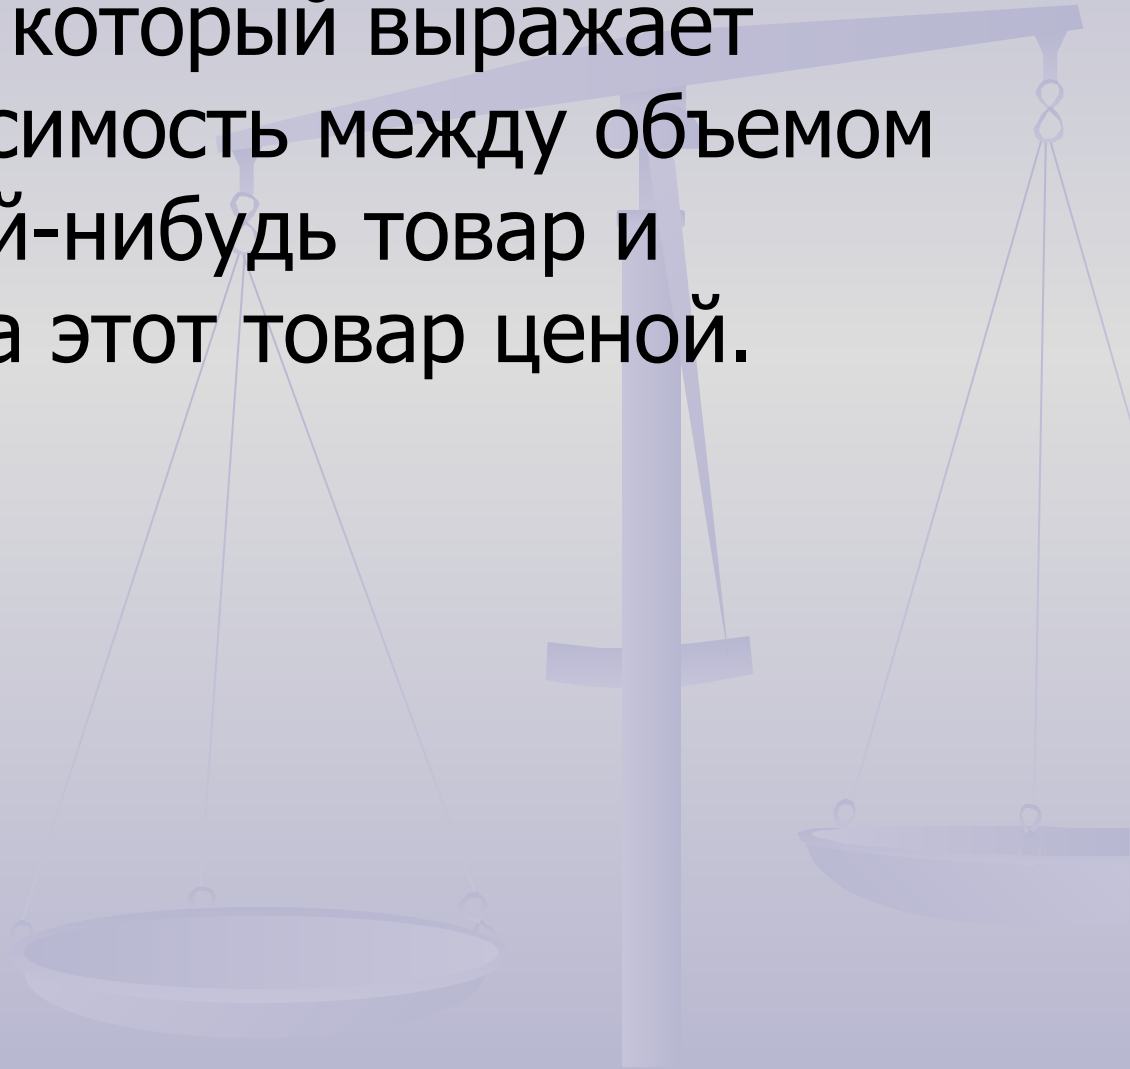 который выражает
симость между объемом
й-нибудь товар и
а этот товар ценой.